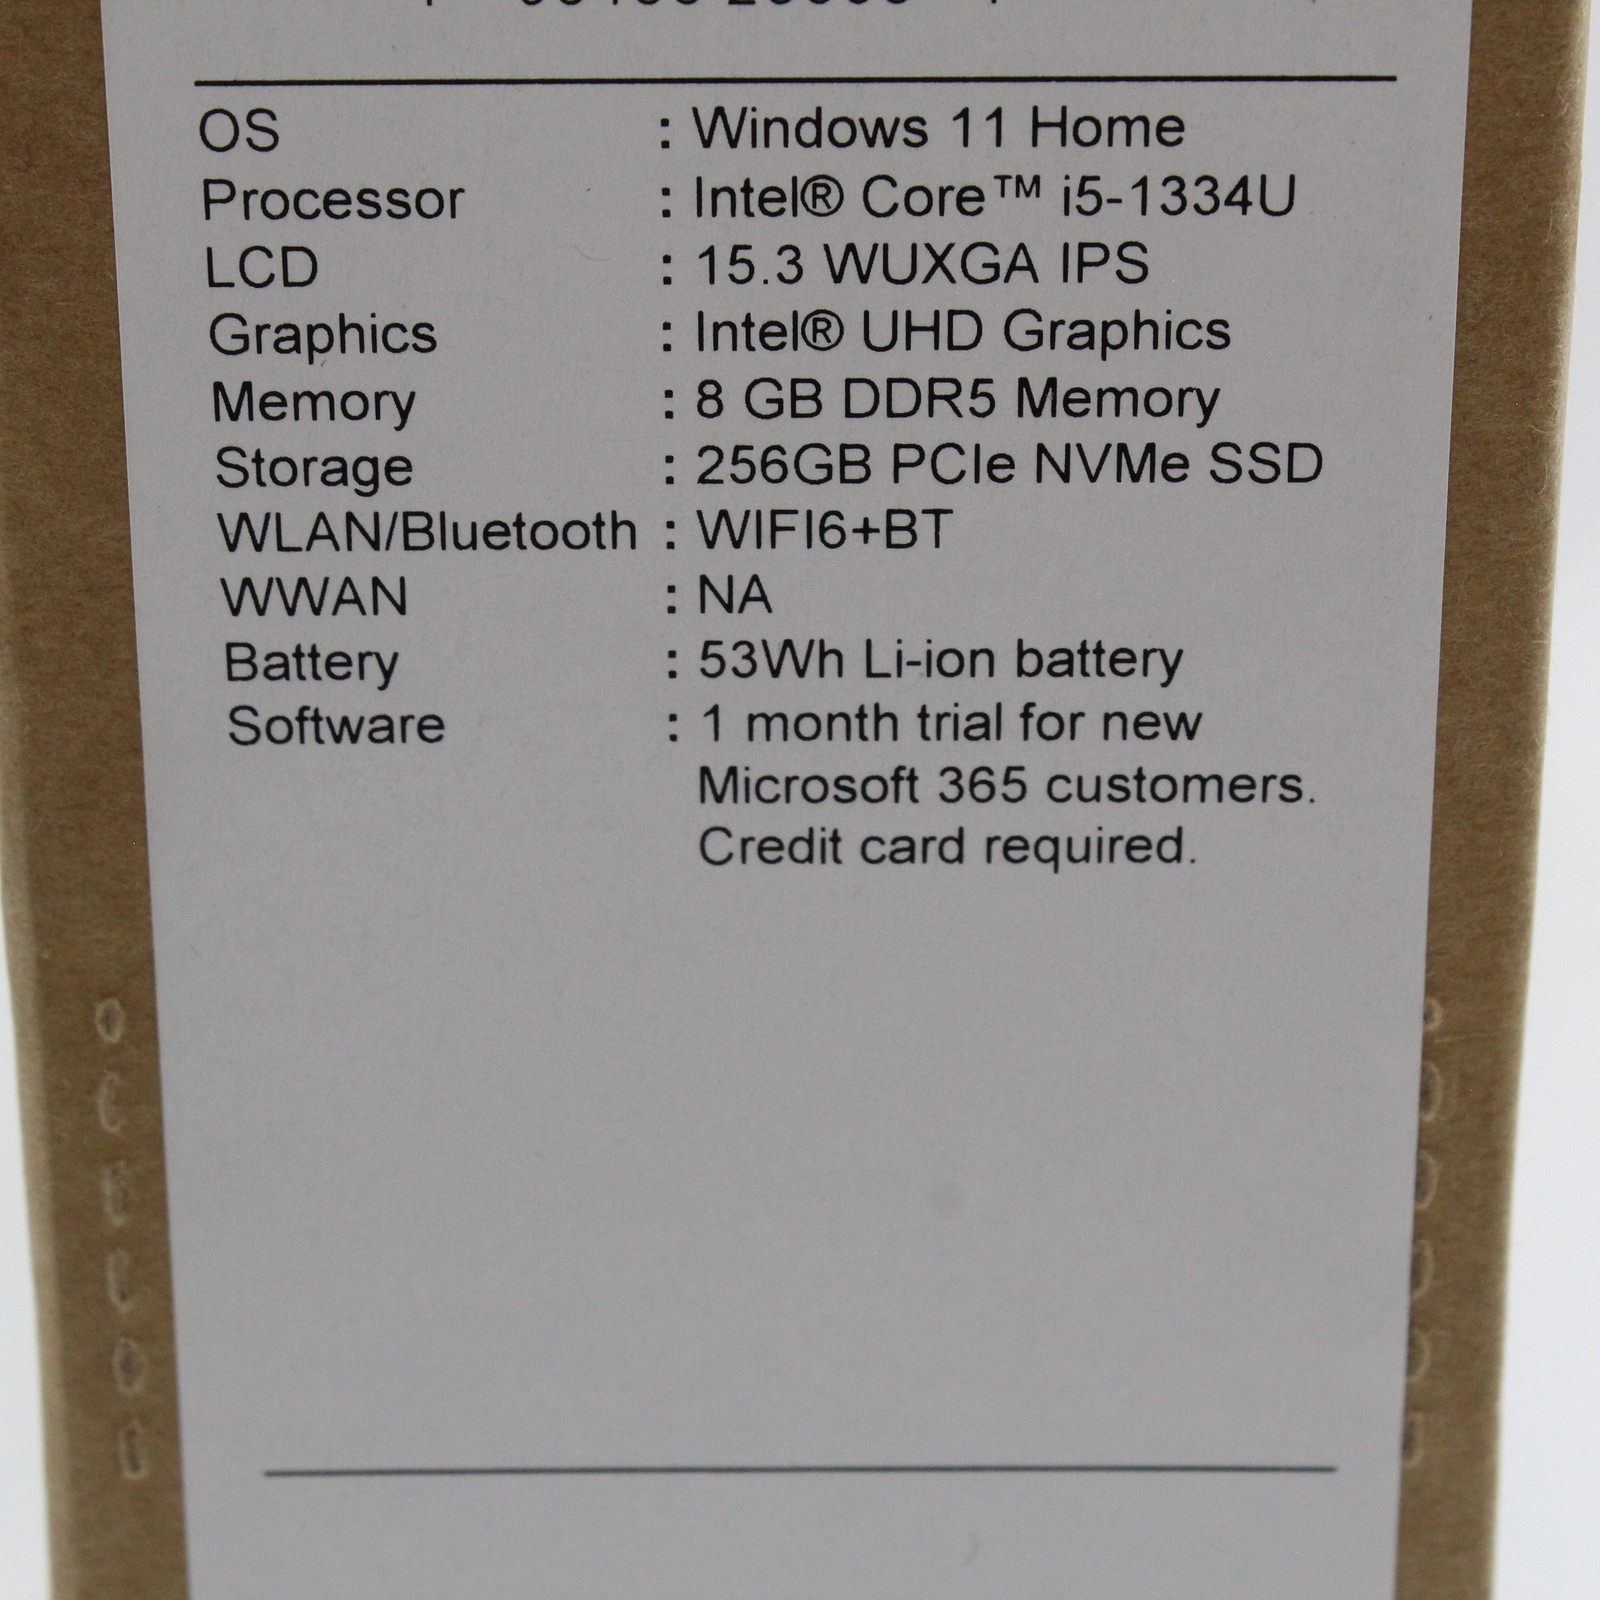 OS : Windows 11 Home
Processor : Intel® Core™ i5-1334U
LCD : 15.3 WUXGA IPS
Graphics : Intel® UHD Graphics
Memory : 8 GB DDR5 Memory
Storage : 256GB PCIe NVMe SSD
WLAN/Bluetooth : WIFI6+BT
WWAN : NA
Battery : 53Wh Li-ion battery
Software : 1 month trial for new
Microsoft 365 customers.
Credit card required.